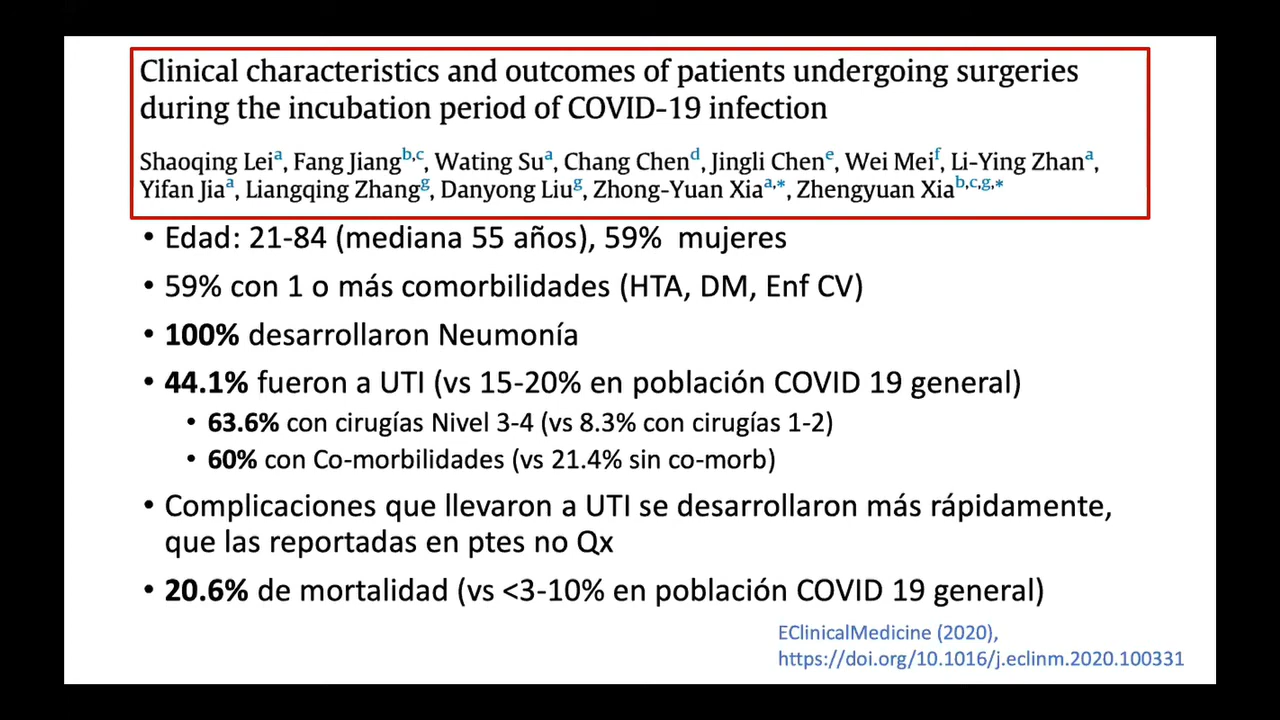 Clinical characteristics and outcomes of patients undergoing surgeries
during the incubation period of COVID-19 infection
Shaoqing Leiᵃ, Fang Jiangᵇ,ᶜ, Wating Suᵃ, Chang Chenᵈ, Jingli Chenᵉ, Wei Meiᶠ, Li-Ying Zhanᵃ,
Yifan Jiaᵃ, Liangqing Zhangᵍ, Danyong Liuᵍ, Zhong-Yuan Xiaᵃ,*, Zhengyuan Xiaᵇ,ᶜ,ᵍ,*
• Edad: 21-84 (mediana 55 años), 59% mujeres
• 59% con 1 o más comorbilidades (HTA, DM, Enf CV)
• 100% desarrollaron Neumonía
• 44.1% fueron a UTI (vs 15-20% en población COVID 19 general)
• 63.6% con cirugías Nivel 3-4 (vs 8.3% con cirugías 1-2)
• 60% con Co-morbilidades (vs 21.4% sin co-morb)
• Complicaciones que llevaron a UTI se desarrollaron más rápidamente,
que las reportadas en ptes no Qx
• 20.6% de mortalidad (vs <3-10% en población COVID 19 general)
EClinicalMedicine (2020),
https://doi.org/10.1016/j.eclinm.2020.100331